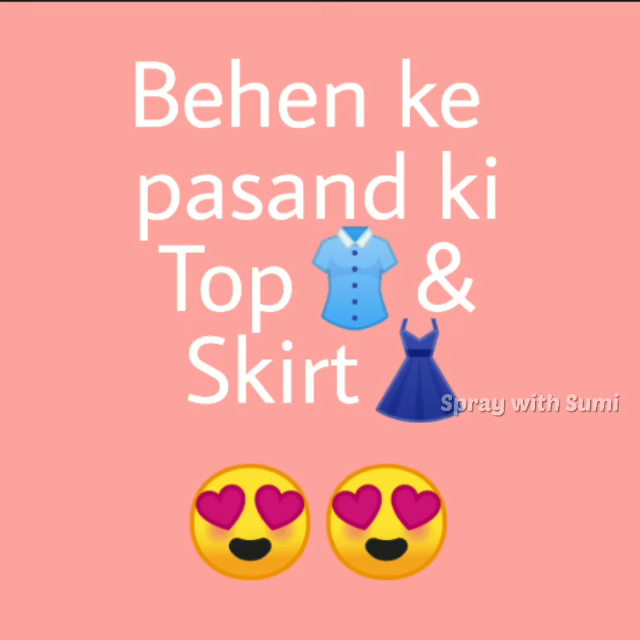 Behen ke
pasand ki
Top👚&
Skirt👗
Spray with Sumi
😍😍